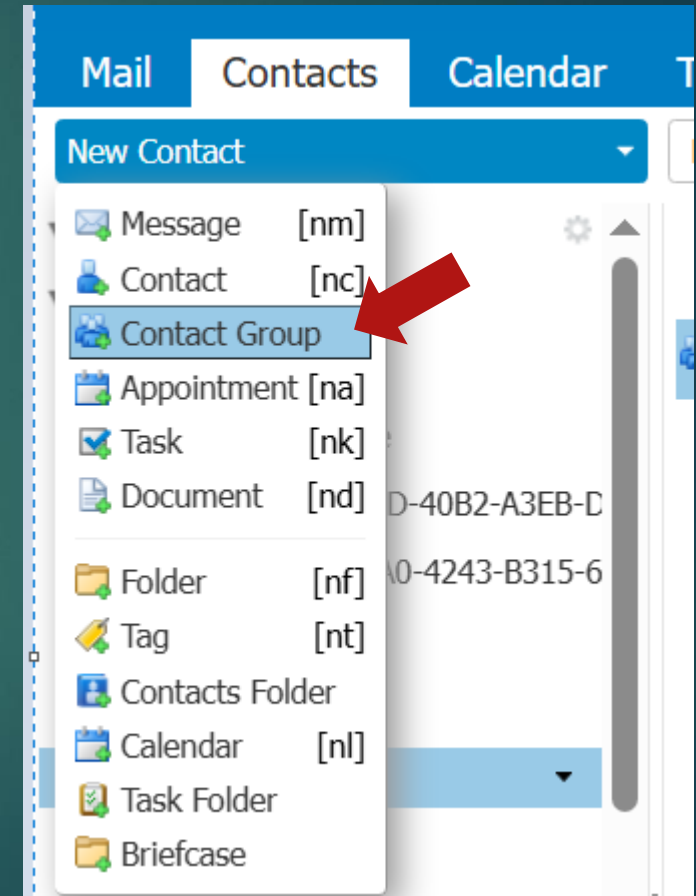 Mail Contacts Calendar T
New Contact
Message [nm]
Contact [nc]
Contact Group
Appointment [na]
Task [nk]
Document [nd]
D-40B2-A3EB-D
Folder [nf]
0-4243-B315-6
Tag [nt]
Contacts Folder
Calendar [nl]
Task Folder
Briefcase